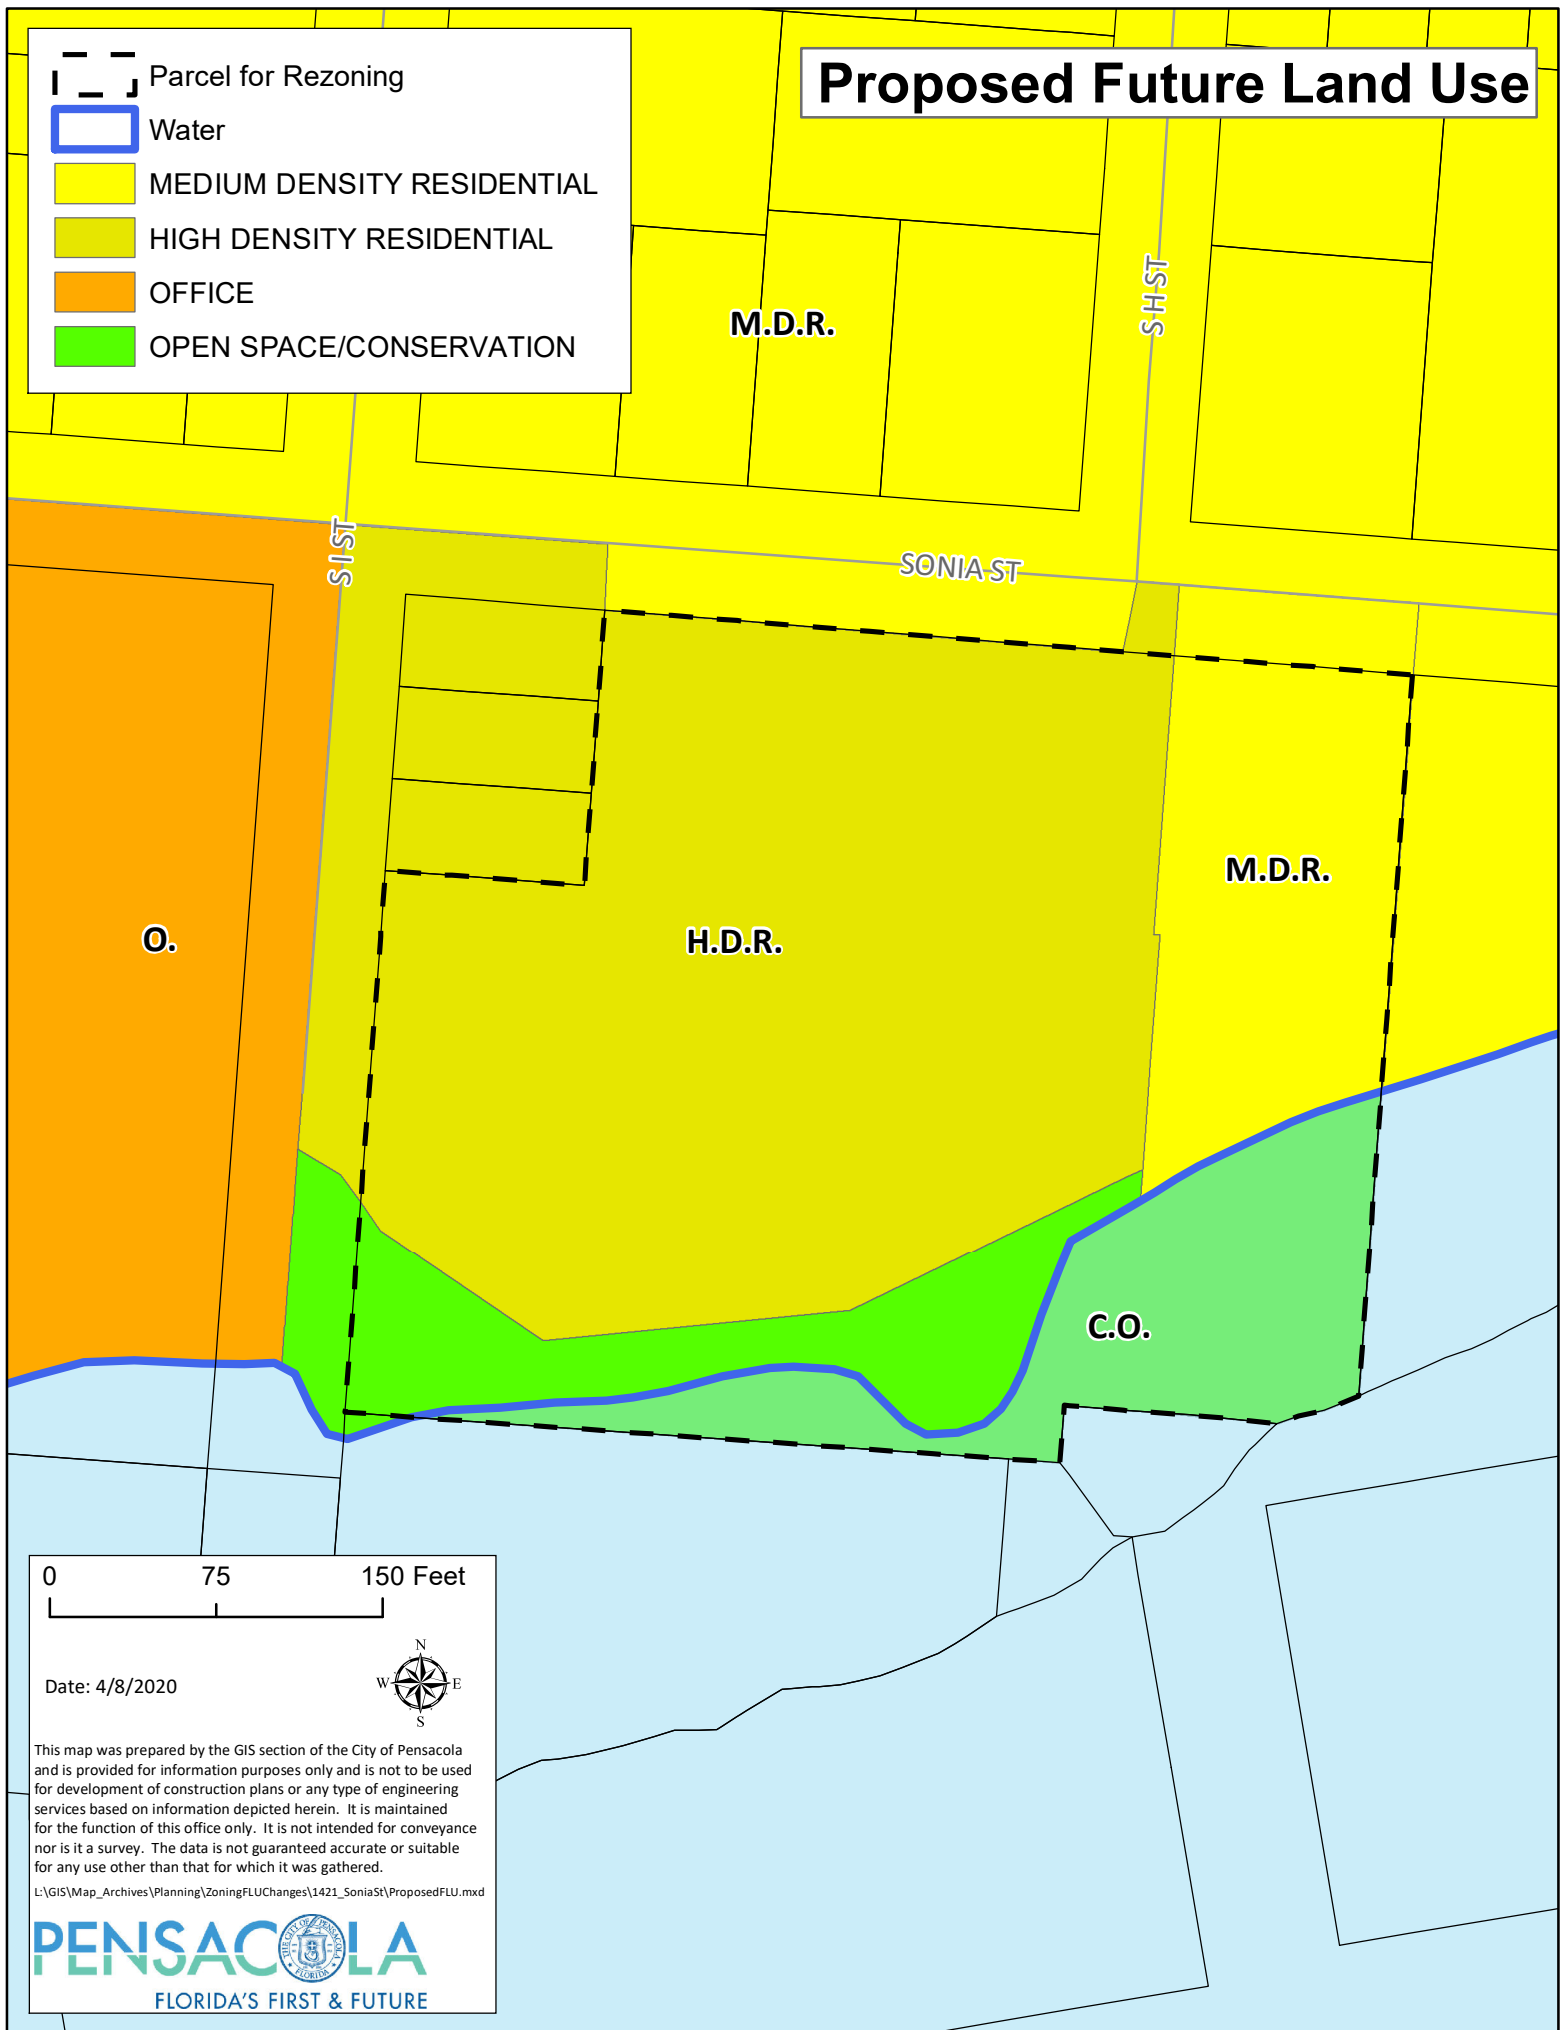 Proposed Future Land Use
Parcel for Rezoning
Water
MEDIUM DENSITY RESIDENTIAL
HIGH DENSITY RESIDENTIAL
OFFICE
OPEN SPACE/CONSERVATION
M.D.R.
S H ST
S I ST
SONIA ST
M.D.R.
O.
H.D.R.
C.O.
0 75 150 Feet
N
W E
S
Date: 4/8/2020
This map was prepared by the GIS section of the City of Pensacola
and is provided for information purposes only and is not to be used
for development of construction plans or any type of engineering
services based on information depicted herein. It is maintained
for the function of this office only. It is not intended for conveyance
nor is it a survey. The data is not guaranteed accurate or suitable
for any use other than that for which it was gathered.
L:\GIS\Map_Archives\Planning\ZoningFLUChanges\1421_SoniaSt\ProposedFLU.mxd
PENSACOLA
THE CITY OF PENSACOLA
FLORIDA
FLORIDA'S FIRST & FUTURE